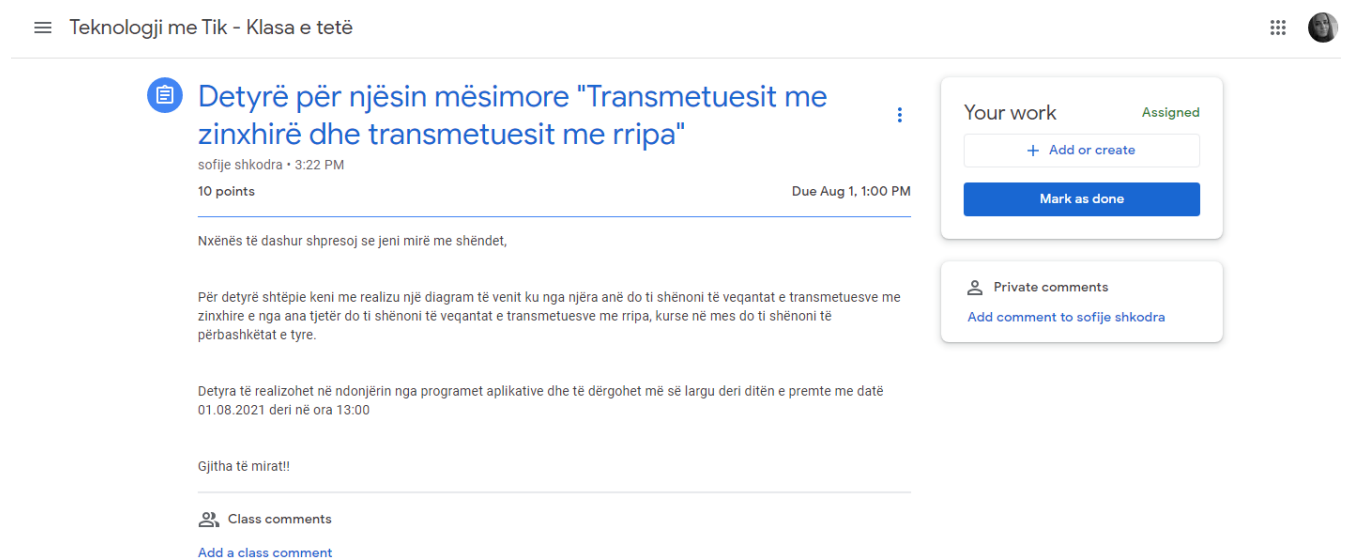 Teknologji me Tik - Klasa e tetë
Detyrë për njësin mësimore "Transmetuesit me
zinxhirë dhe transmetuesit me rripa"
sofije shkodra • 3:22 PM
10 points
Due Aug 1, 1:00 PM
Nxënës të dashur shpresoj se jeni mirë me shëndet,
Për detyrë shtëpie keni me realizu një diagram të venit ku nga njëra anë do ti shënoni të veqantat e transmetuesve me
zinxhire e nga ana tjetër do ti shënoni të veqantat e transmetuesve me rripa, kurse në mes do ti shënoni të
përbashkëtat e tyre.
Detyra të realizohet në ndonjërin nga programet aplikative dhe të dërgohet më së largu deri ditën e premte me datë
01.08.2021 deri në ora 13:00
Gjitha të mirat!!
Class comments
Add a class comment
Your work
Assigned
+ Add or create
Mark as done
Private comments
Add comment to sofije shkodra